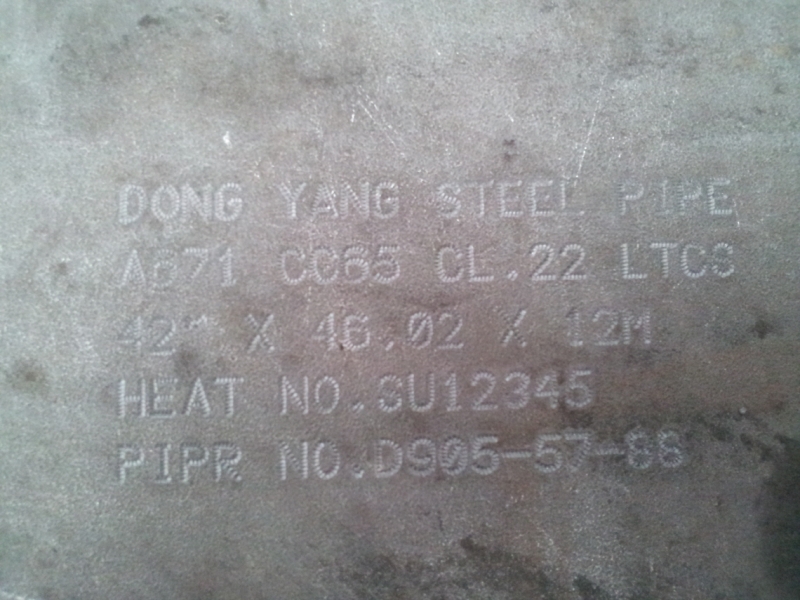 DONG YANG STEEL PIPE
A671 CC65 CL.22 LTCS
42" X 46.02 X 12M
HEAT NO.SU12345
PIPR NO.D905-57-88